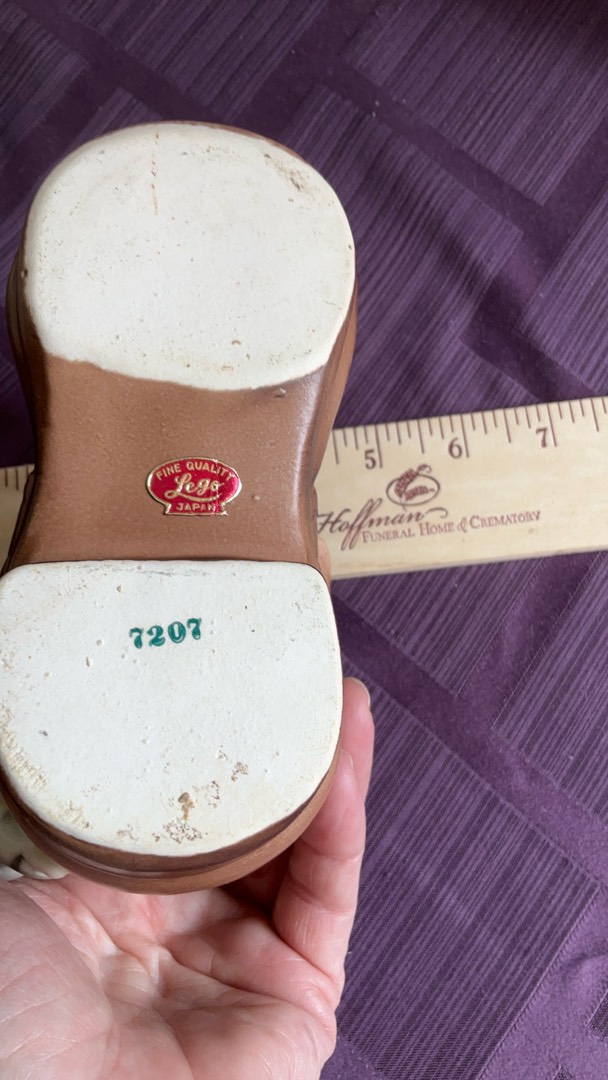 FINE QUALITY
Lego
JAPAN
5 6 7
Hoffman
FUNERAL HOME & CREMATORY
7207